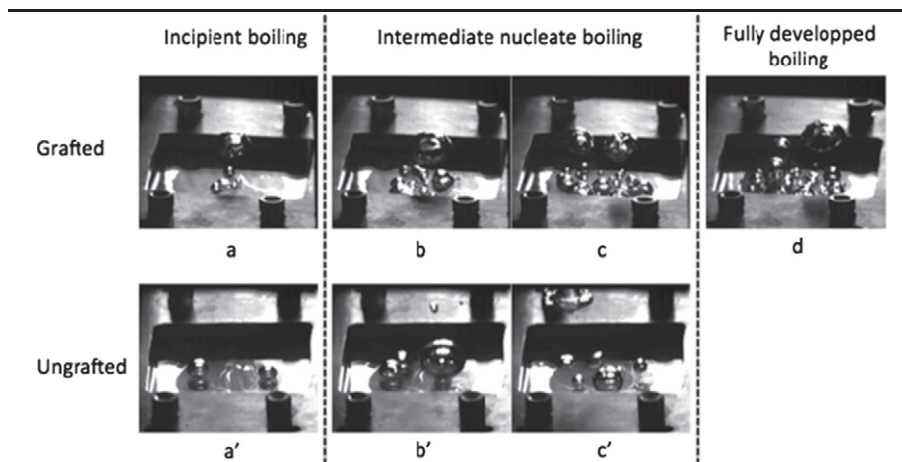 Incipient boiling
Intermediate nucleate boiling
Fully developped
boiling
Grafted
a
b
c
d
Ungrafted
a’
b’
c’